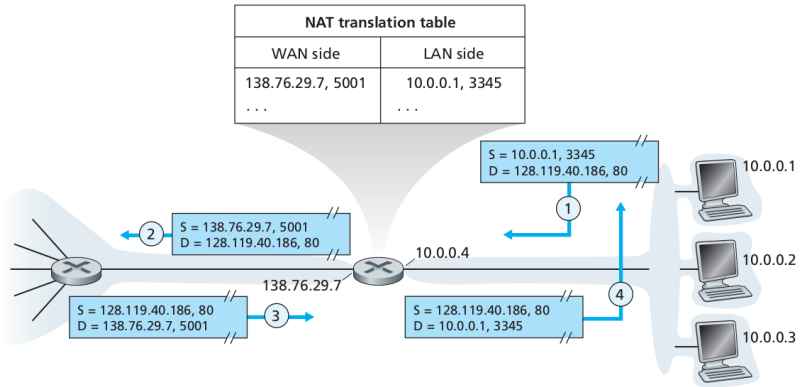 NAT translation table
WAN side LAN side
138.76.29.7, 5001 10.0.0.1, 3345
. . . . . .
S = 10.0.0.1, 3345
D = 128.119.40.186, 80
10.0.0.1
1
2
S = 138.76.29.7, 5001
D = 128.119.40.186, 80
10.0.0.4
10.0.0.2
138.76.29.7
4
S = 128.119.40.186, 80
D = 138.76.29.7, 5001
3
S = 128.119.40.186, 80
D = 10.0.0.1, 3345
10.0.0.3